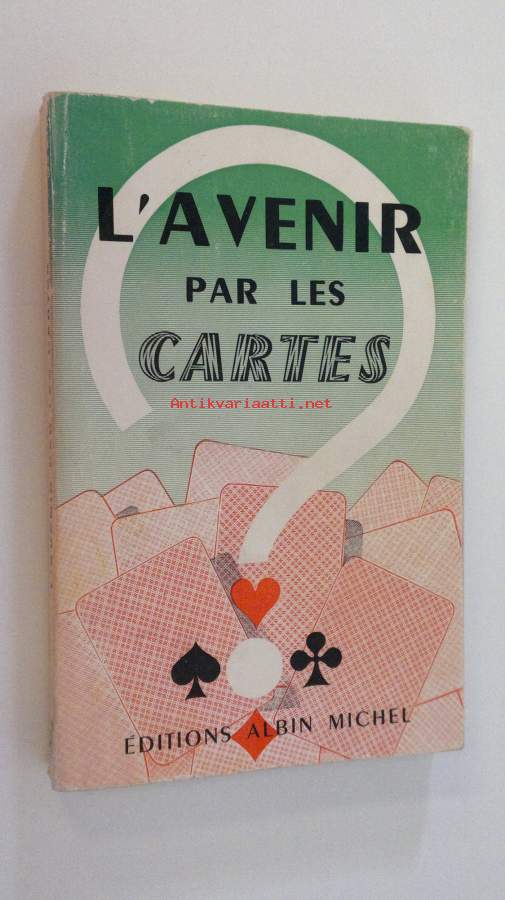 L'AVENIR
PAR LES
CARTES
Antikvariaatti.net
ÉDITIONS ALBIN MICHEL